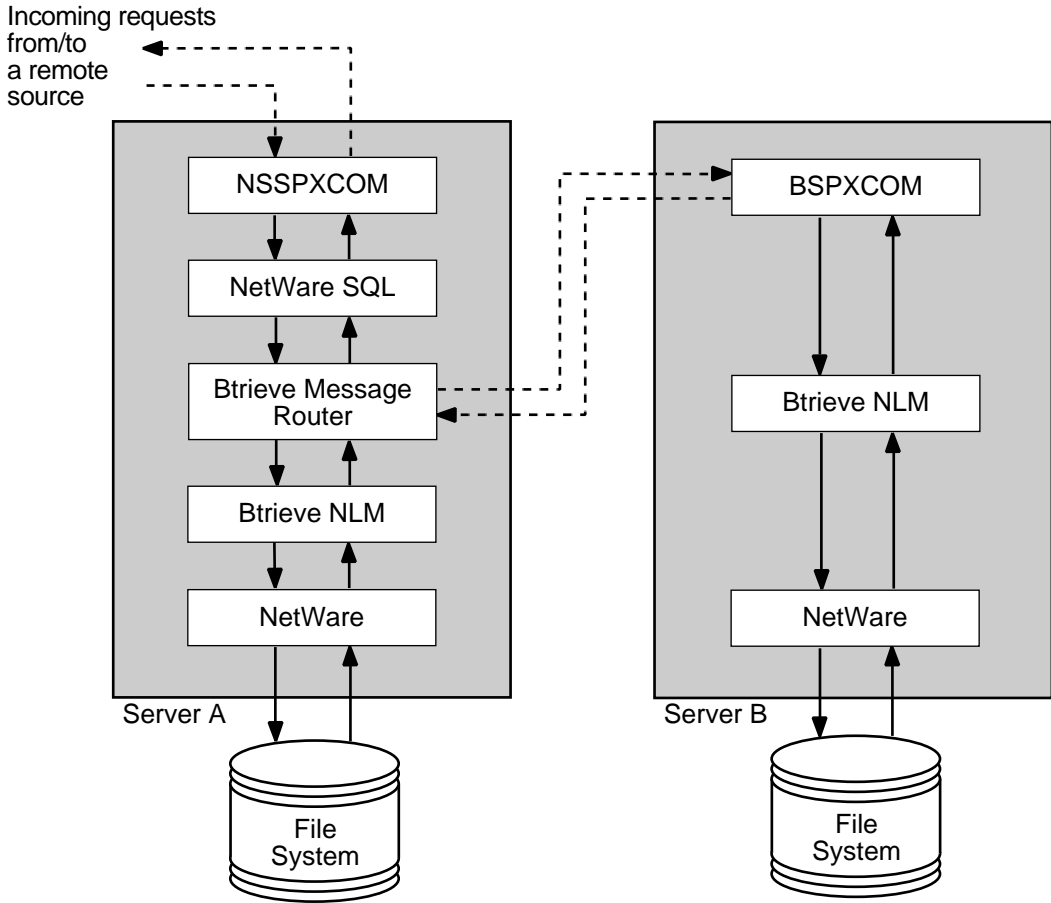 Incoming requests
from/to
a remote
source
NSSPXCOM
NetWare SQL
Btrieve Message
Router
Btrieve NLM
NetWare
Server A
File
System
BSPXCOM
Btrieve NLM
NetWare
Server B
File
System